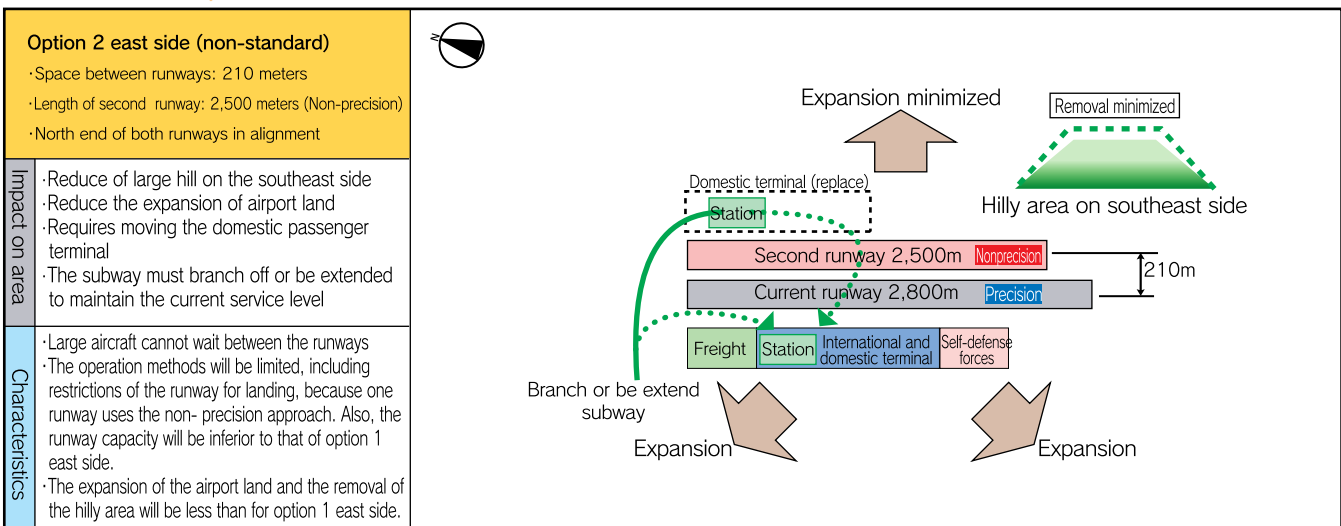 Option 2 east side (non-standard)
·Space between runways: 210 meters
·Length of second runway: 2,500 meters (Non-precision)
·North end of both runways in alignment
Impact on area
·Reduce of large hill on the southeast side
·Reduce the expansion of airport land
·Requires moving the domestic passenger
terminal
·The subway must branch off or be extended
to maintain the current service level
Characteristics
·Large aircraft cannot wait between the runways
·The operation methods will be limited, including
restrictions of the runway for landing, because one
runway uses the non- precision approach. Also, the
runway capacity will be inferior to that of option 1
east side.
·The expansion of the airport land and the removal of
the hilly area will be less than for option 1 east side.
N
Expansion minimized
Removal minimized
Hilly area on southeast side
Domestic terminal (replace)
Station
Second runway 2,500m Nonprecision
210m
Current runway 2,800m Precision
Freight
Station
International and
domestic terminal
Self-defense
forces
Branch or be extend
subway
Expansion
Expansion